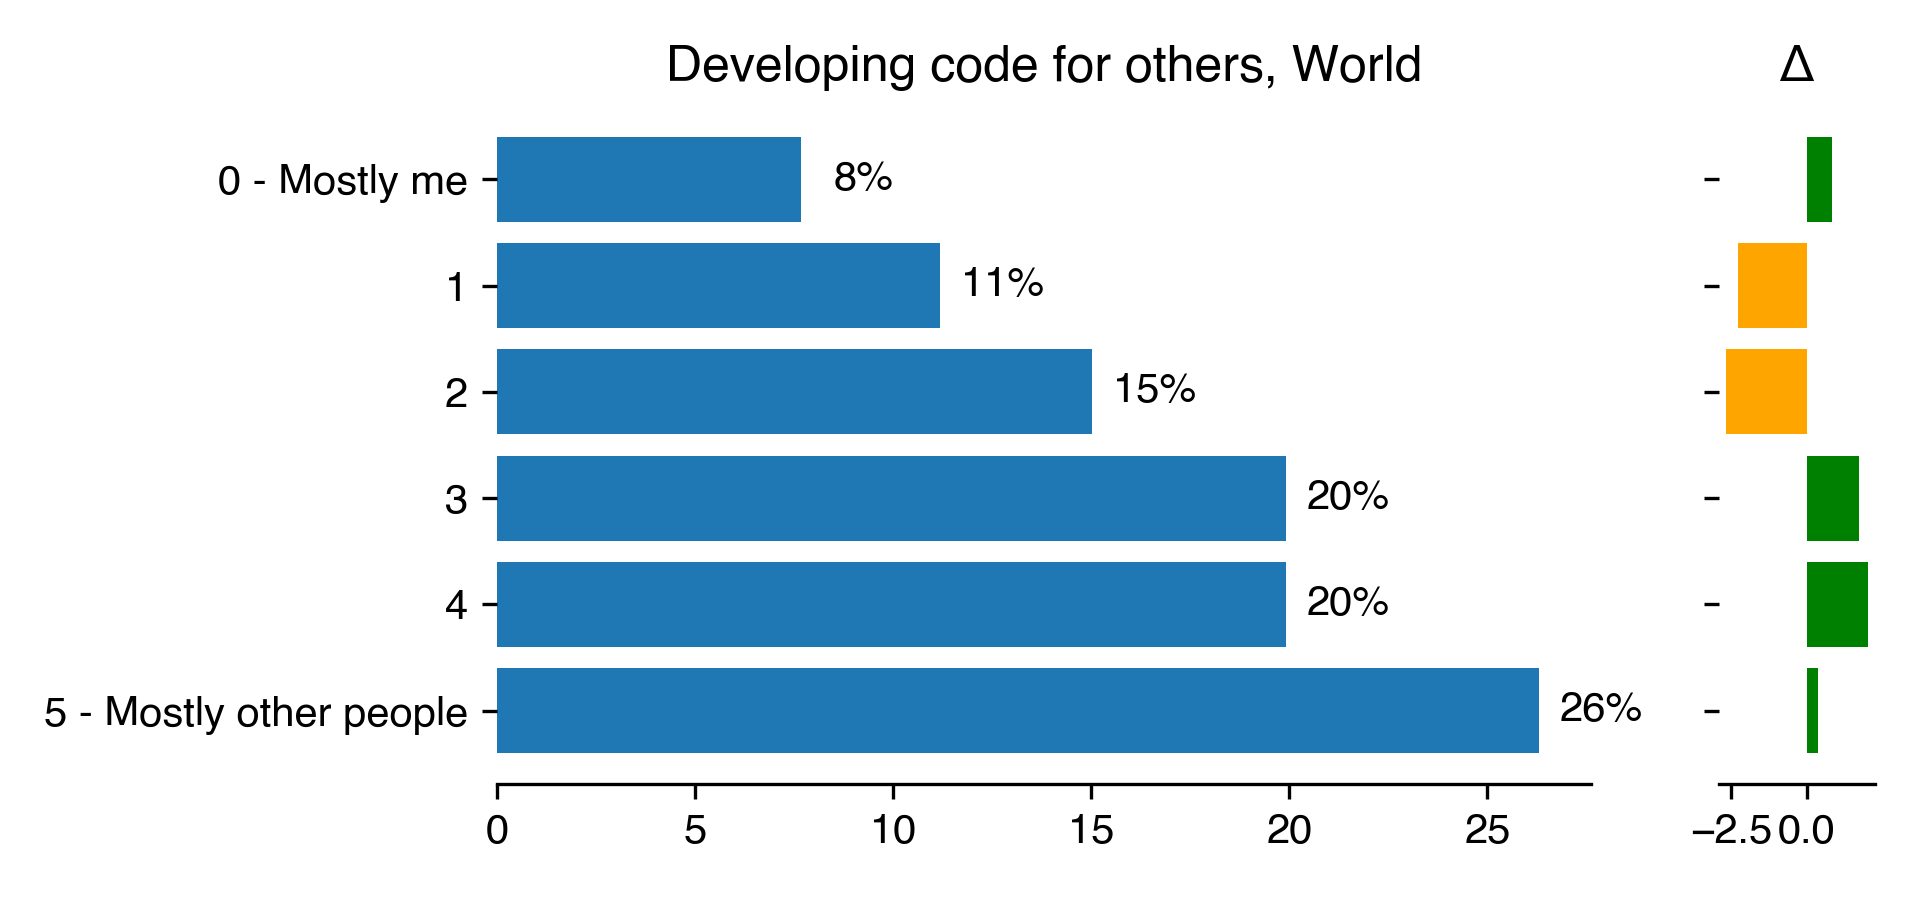 Developing code for others, World
Δ
0 - Mostly me
8%
1
11%
2
15%
3
20%
4
20%
5 - Mostly other people
26%
0 5 10 15 20 25
−2.5 0.0